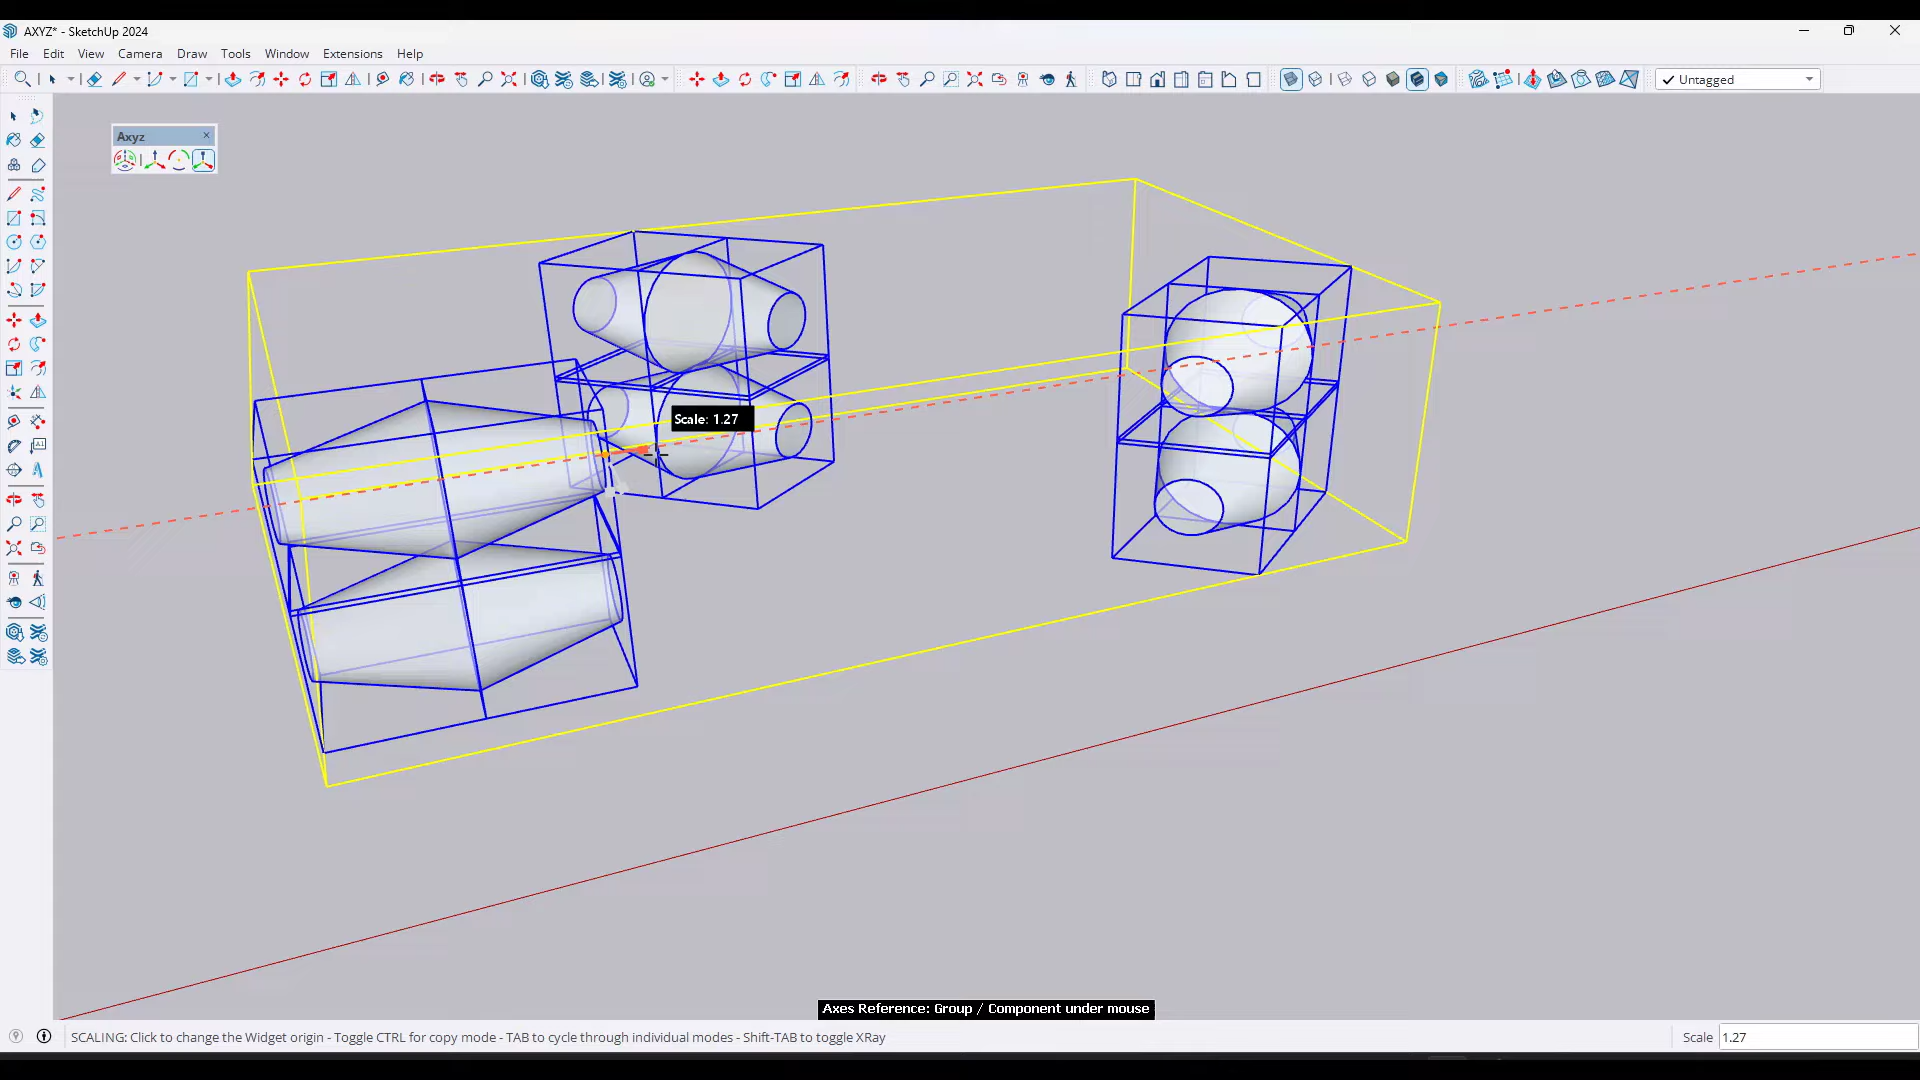 AXYZ* - SketchUp 2024
File Edit View Camera Draw Tools Window Extensions Help
✓ Untagged
Axyz ×
Scale: 1.27
Axes Reference: Group / Component under mouse
SCALING: Click to change the Widget origin - Toggle CTRL for copy mode - TAB to cycle through individual modes - Shift-TAB to toggle XRay
Scale 1.27